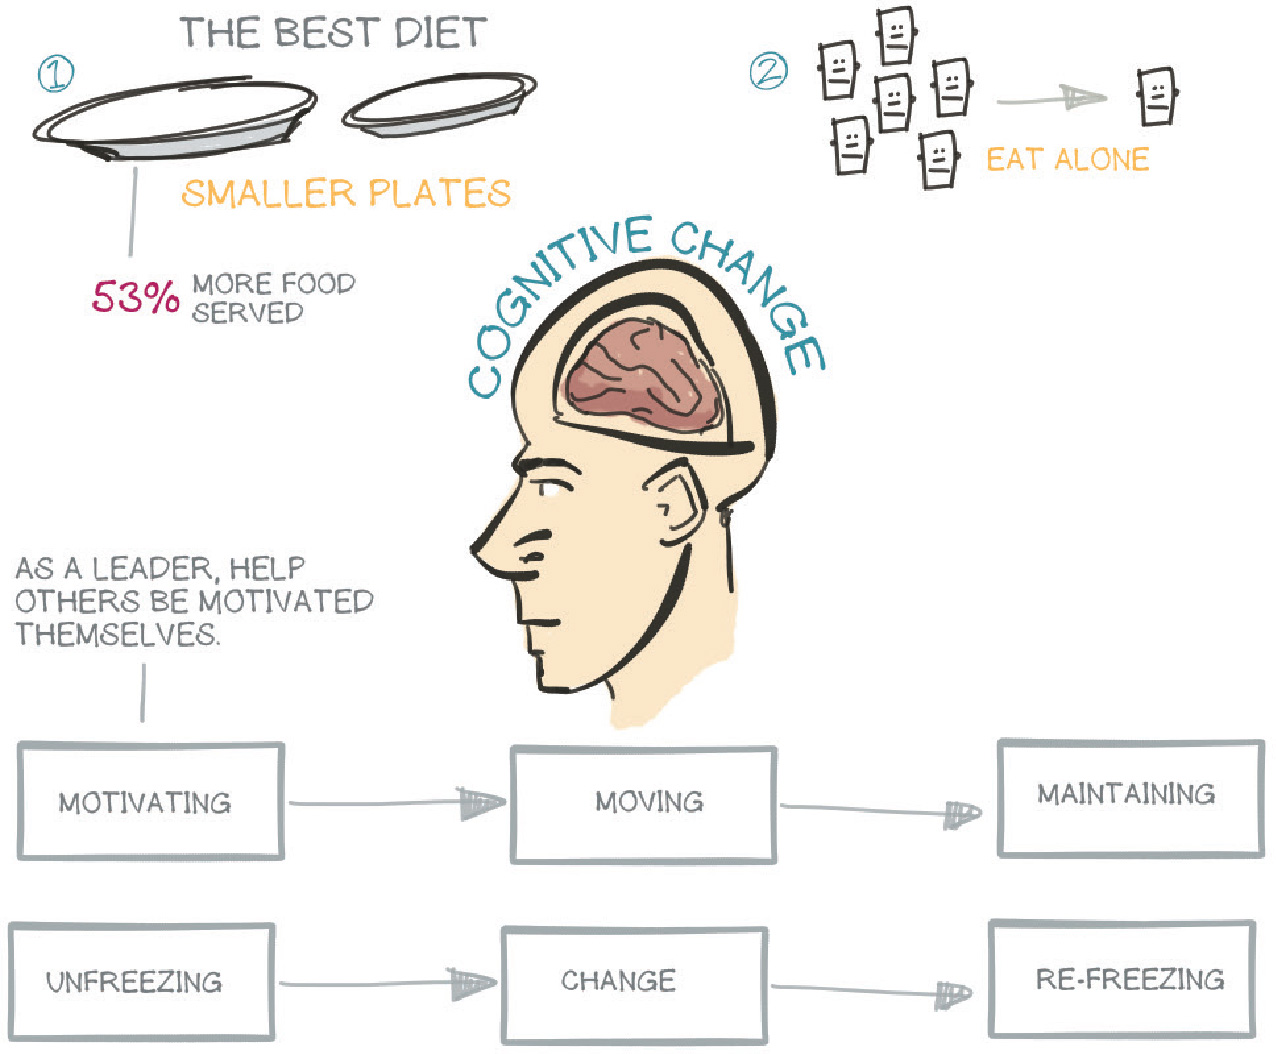 THE BEST DIET
1
SMALLER PLATES
53% MORE FOOD
SERVED
2
EAT ALONE
COGNITIVE CHANGE
AS A LEADER, HELP
OTHERS BE MOTIVATED
THEMSELVES.
MOTIVATING
MOVING
MAINTAINING
UNFREEZING
CHANGE
RE-FREEZING